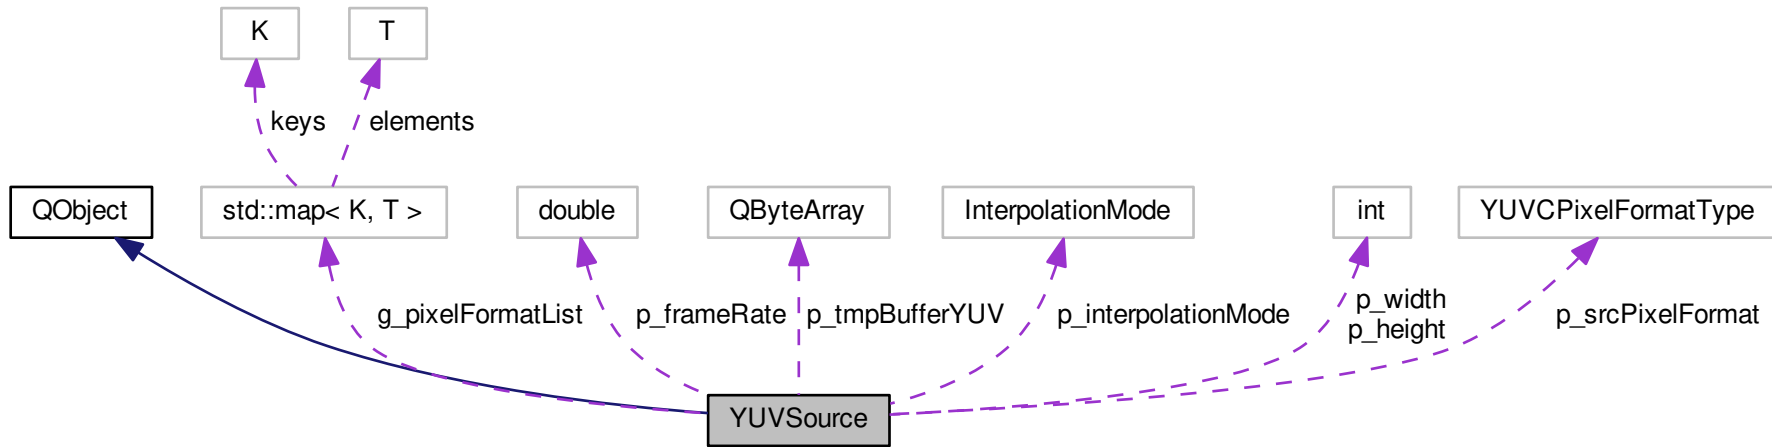 K
T
keys
elements
QObject
std::map< K, T >
double
QByteArray
InterpolationMode
int
YUVCPixelFormatType
g_pixelFormatList
p_frameRate
p_tmpBufferYUV
p_interpolationMode
p_width
p_height
p_srcPixelFormat
YUVSource